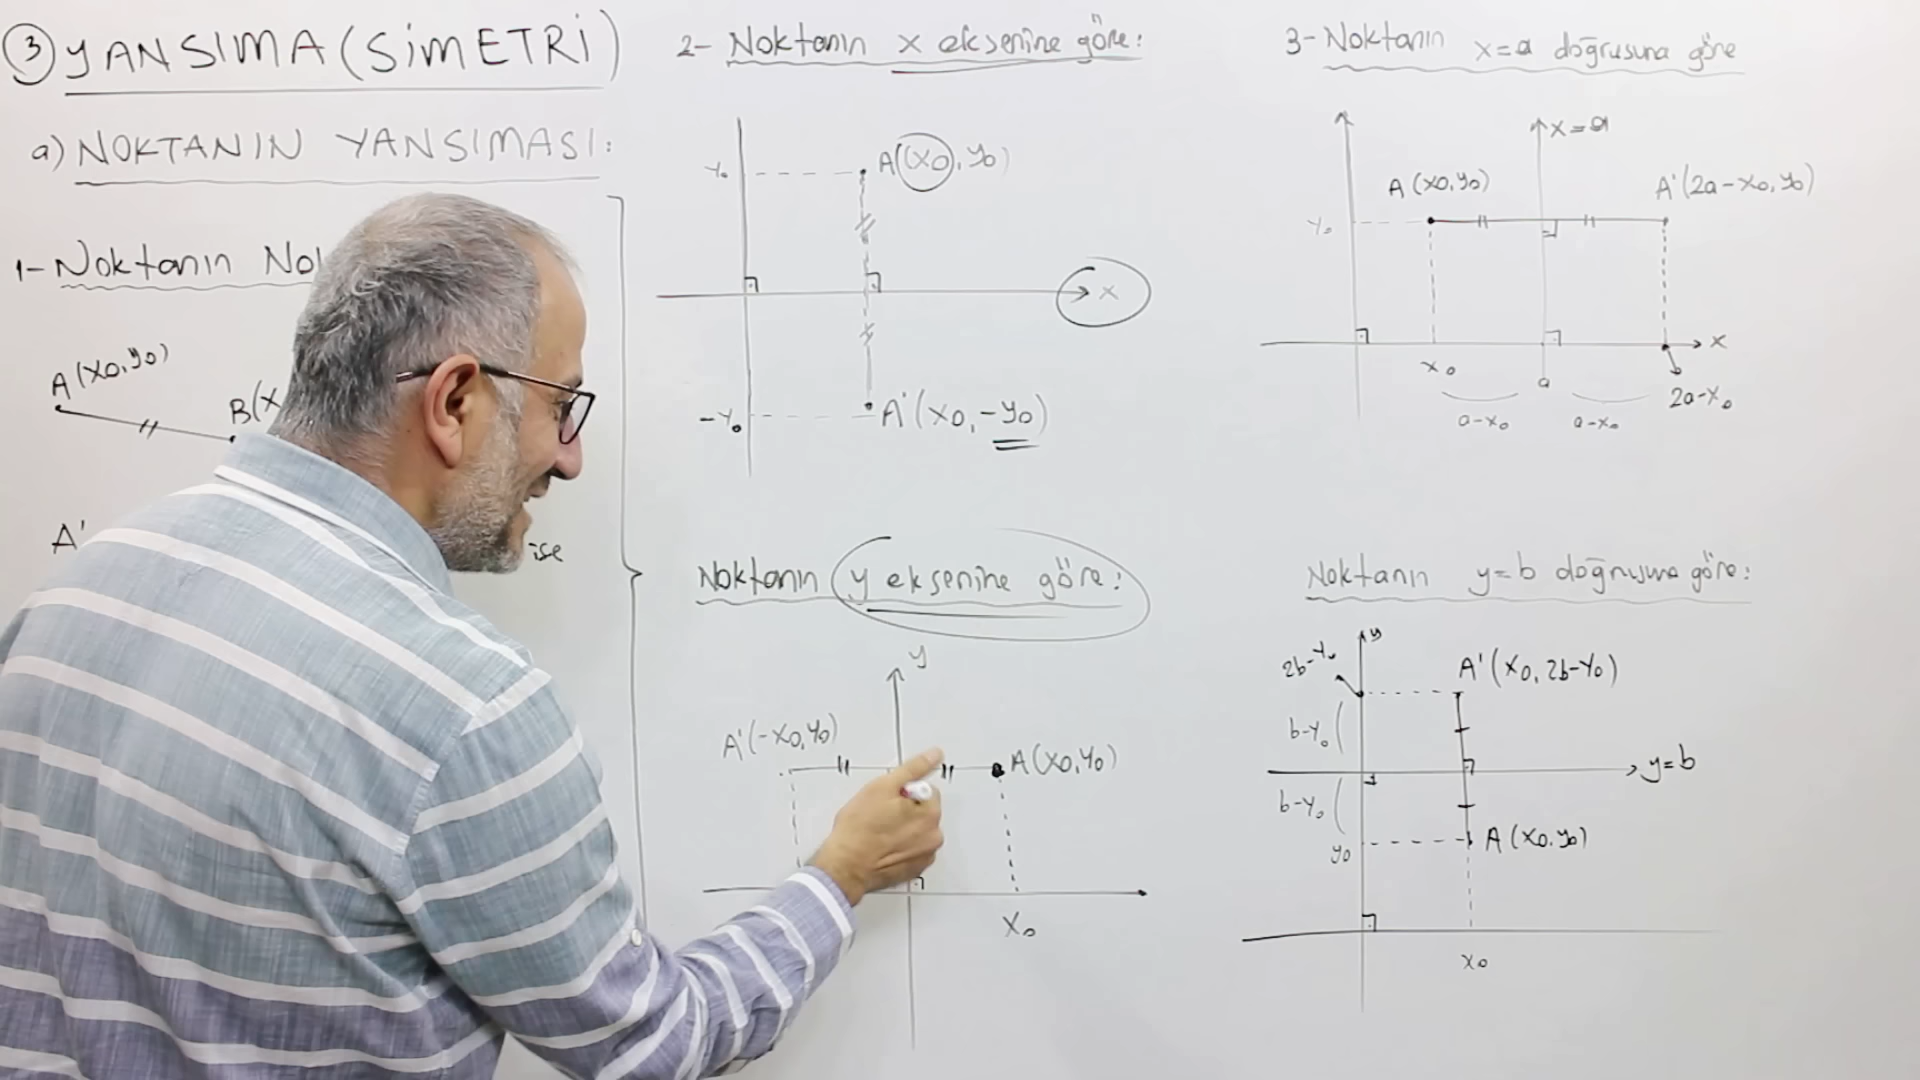 3 YANSIMA (SİMETRİ)
a) NOKTANIN YANSIMASI:
1- Noktanın
A(x0,y0)
B(x
A'
ise
2- Noktanın x eksenine göre:
y0
A(x0,y0)
x
-y0
A'(x0,-y0)
Noktanın y eksenine göre:
y
A'(-x0,y0)
A(x0,y0)
x0
3- Noktanın x=a doğrusuna göre
x=a
A(x0,y0)
A'(2a-x0,y0)
y0
x
x0
a
2a-x0
a-x0
a-x0
Noktanın y=b doğrusuna göre:
y
2b-y0
A'(x0,2b-y0)
b-y0
y=b
b-y0
y0
A(x0,y0)
x0